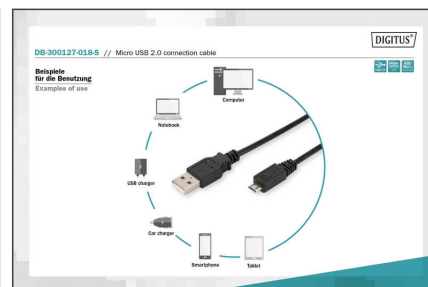 DIGITUS®
DB-300127-018-S // Micro USB 2.0 connection cable
Beispiele
für die Benutzung
Examples of use
Computer
Notebook
USB charger
Car charger
Smartphone
Tablet